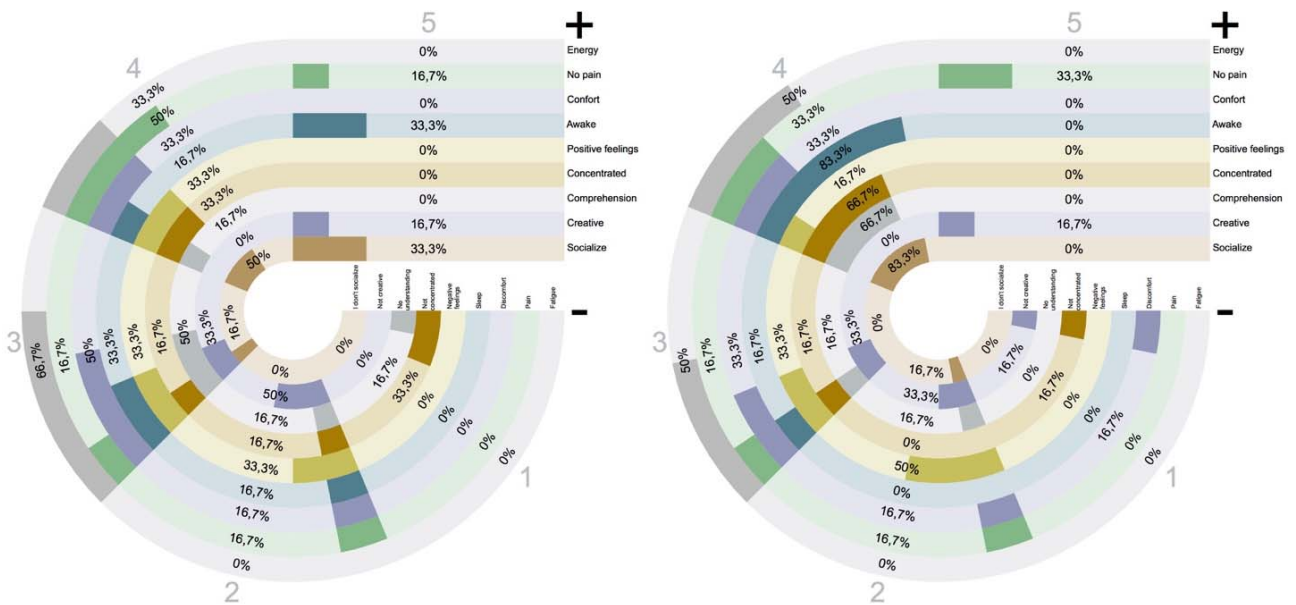 5
+
0% Energy
16,7% No pain
0% Confort
33,3% Awake
0% Positive feelings
0% Concentrated
0% Comprehension
16,7% Creative
33,3% Socialize
4
33,3%
50%
33,3%
16,7%
33,3%
33,3%
16,7%
0%
50%
3
66,7%
16,7%
50%
33,3%
33,3%
16,7%
50%
33,3%
16,7%
I don't socialize
Not creative
No
understanding
Not
concentrated
Negative
feelings
Sleep
Discomfort
Pain
Fatigue
-
0%
0%
16,7%
33,3%
0%
0%
0%
0%
0%
1
0%
50%
16,7%
16,7%
33,3%
16,7%
16,7%
16,7%
0%
2
5
+
0% Energy
33,3% No pain
0% Confort
0% Awake
0% Positive feelings
0% Concentrated
0% Comprehension
16,7% Creative
0% Socialize
4
50%
33,3%
33,3%
83,3%
16,7%
66,7%
66,7%
0%
83,3%
3
50%
16,7%
33,3%
16,7%
33,3%
16,7%
16,7%
33,3%
0%
I don't socialize
Not creative
No
understanding
Not
concentrated
Negative
feelings
Sleep
Discomfort
Pain
Fatigue
-
0%
16,7%
0%
16,7%
0%
0%
16,7%
0%
0%
1
16,7%
33,3%
16,7%
0%
50%
0%
16,7%
16,7%
0%
2